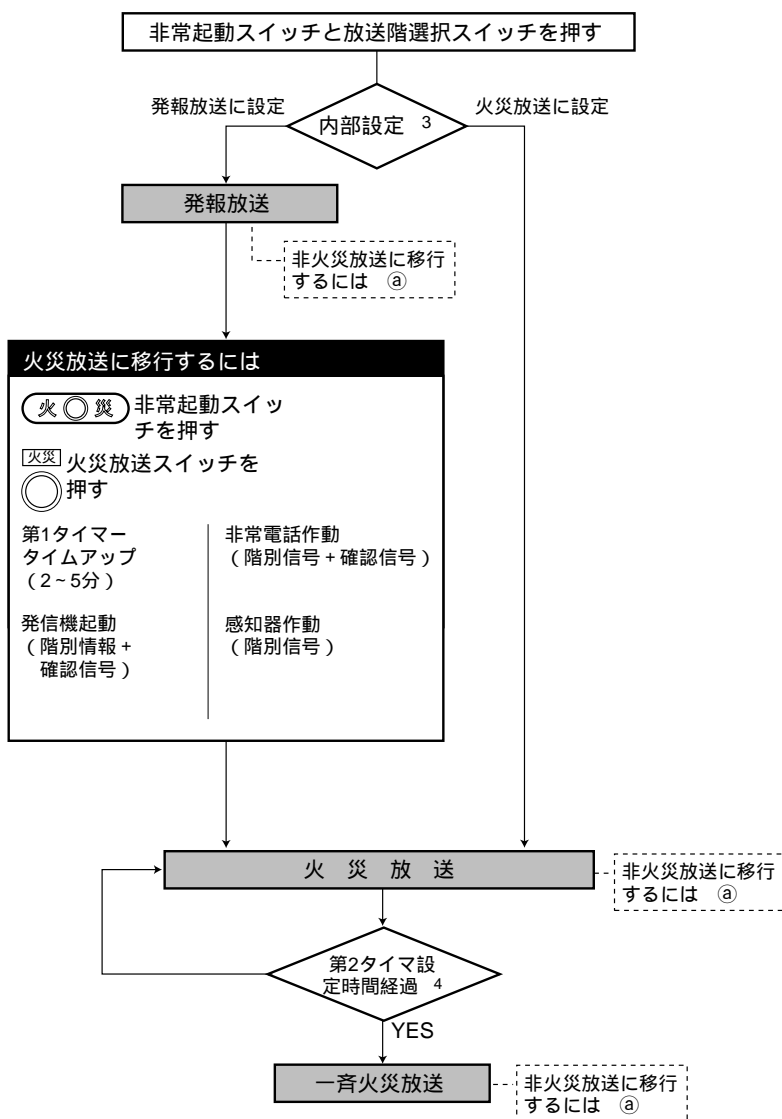 非常起動スイッチと放送階選択スイッチを押す
発報放送に設定
火災放送に設定
内部設定 3
発報放送
非火災放送に移行
するには ⓐ
火災放送に移行するには
火 災
非常起動スイッ
チを押す
火災
火災放送スイッチを
押す
第1タイマー
タイムアップ
(2~5分)
非常電話作動
(階別信号+確認信号)
発信機起動
(階別情報+
確認信号)
感知器作動
(階別信号)
火 災 放 送
非火災放送に移行
するには ⓐ
第2タイマ設
定時間経過 4
YES
一斉火災放送
非火災放送に移行
するには ⓐ